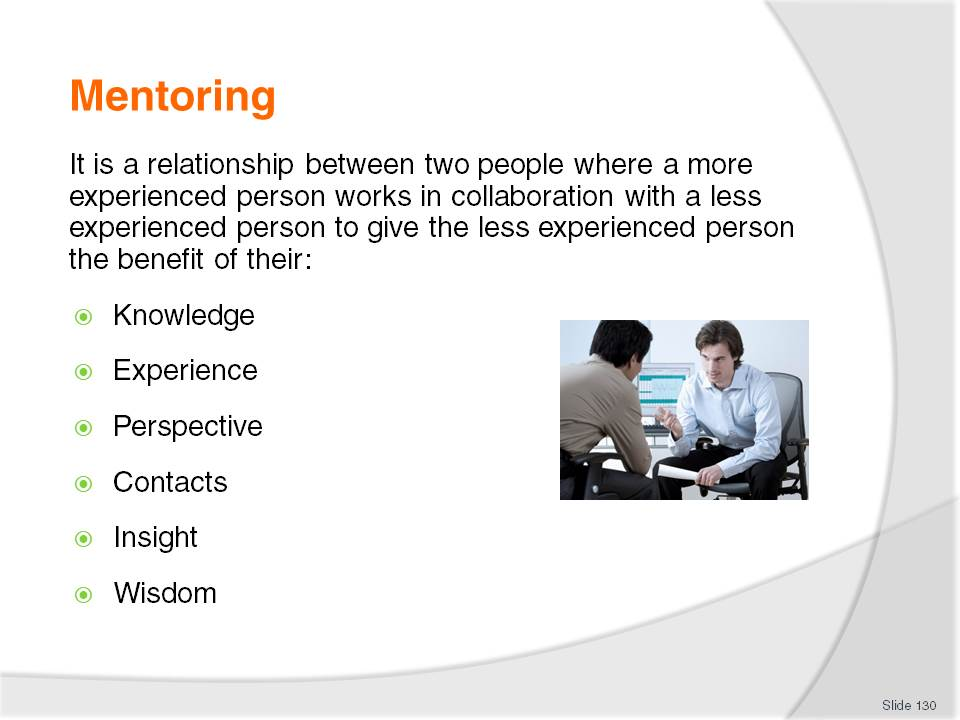 Mentoring
It is a relationship between two people where a more
experienced person works in collaboration with a less
experienced person to give the less experienced person
the benefit of their:
Knowledge
Experience
Perspective
Contacts
Insight
Wisdom
Slide 130